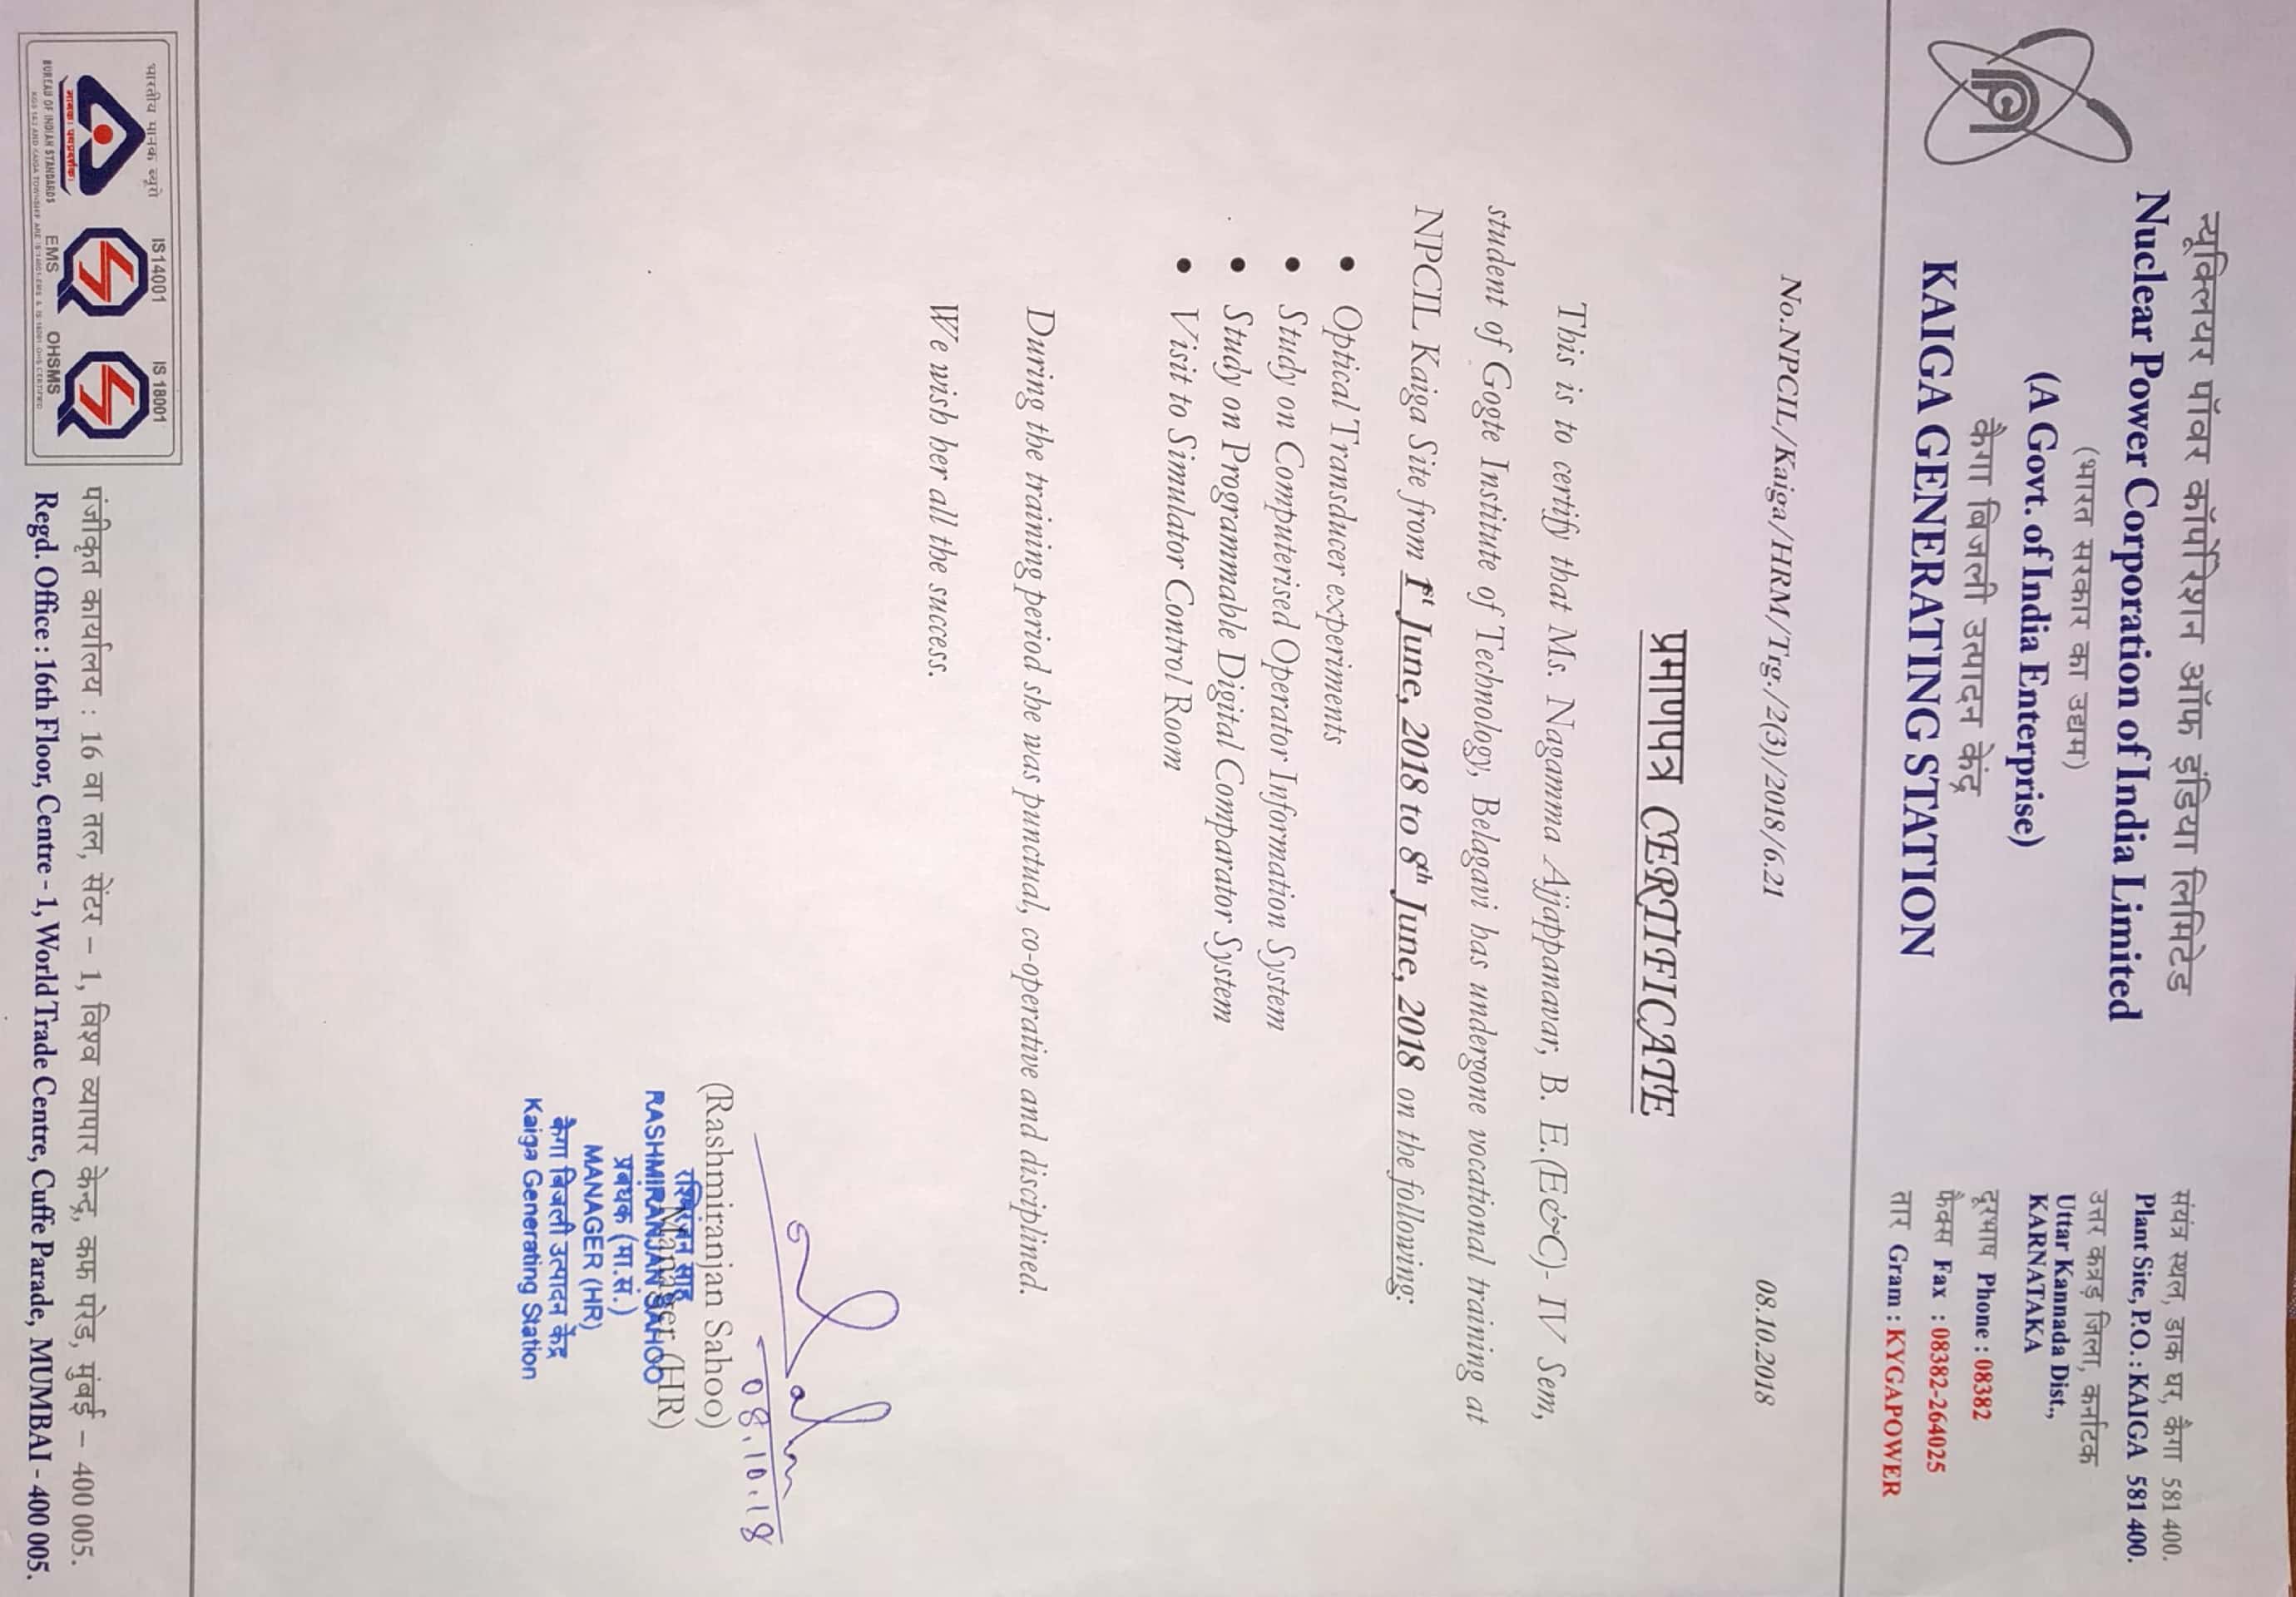 न्यूक्लियर पॉवर कॉर्पोरेशन ऑफ इंडिया लिमिटेड
Nuclear Power Corporation of India Limited
(भारत सरकार का उद्यम)
(A Govt. of India Enterprise)
कैगा बिजली उत्पादन केंद्र
KAIGA GENERATING STATION
संयंत्र स्थल, डाक घर, कैगा 581 400.
Plant Site, P.O. : KAIGA 581 400.
उत्तर कन्नड़ जिला, कर्नाटक
Uttar Kannada Dist.,
KARNATAKA
दूरभाष Phone : 08382
फैक्स Fax : 08382-264025
तार Gram : KYGAPOWER
No.NPCIL/Kaiga/HRM/Trg./2(3)/2018/6.21
08.10.2018
प्रमाणपत्र CERTIFICATE
This is to certify that Ms. Nagamma Ajjappanavar, B. E.(E&C)- IV Sem,
student of Gogte Institute of Technology, Belagavi has undergone vocational training at
NPCIL Kaiga Site from 1st June, 2018 to 8th June, 2018 on the following:
• Optical Transducer experiments
• Study on Computerised Operator Information System
• Study on Programmable Digital Comparator System
• Visit to Simulator Control Room
During the training period she was punctual, co-operative and disciplined.
We wish her all the success.
08.10.18
(Rashmiranjan Sahoo)
Manager (HR)
साहू
RASHMIRANJAN SAHOO
प्रबंधक (मा.सं.)
MANAGER (HR)
कैगा बिजली उत्पादन केंद्र
Kaiga Generating Station
भारतीय मानक ब्यूरो
IS14001
IS 18001
मानक: पथप्रदर्शक:
BUREAU OF INDIAN STANDARDS
EMS
OHSMS
पंजीकृत कार्यालय : 16 वा तल, सेंटर – 1, विश्व व्यापार केन्द्र, कफ परेड, मुंबई – 400 005.
Regd. Office : 16th Floor, Centre - 1, World Trade Centre, Cuffe Parade, MUMBAI - 400 005.